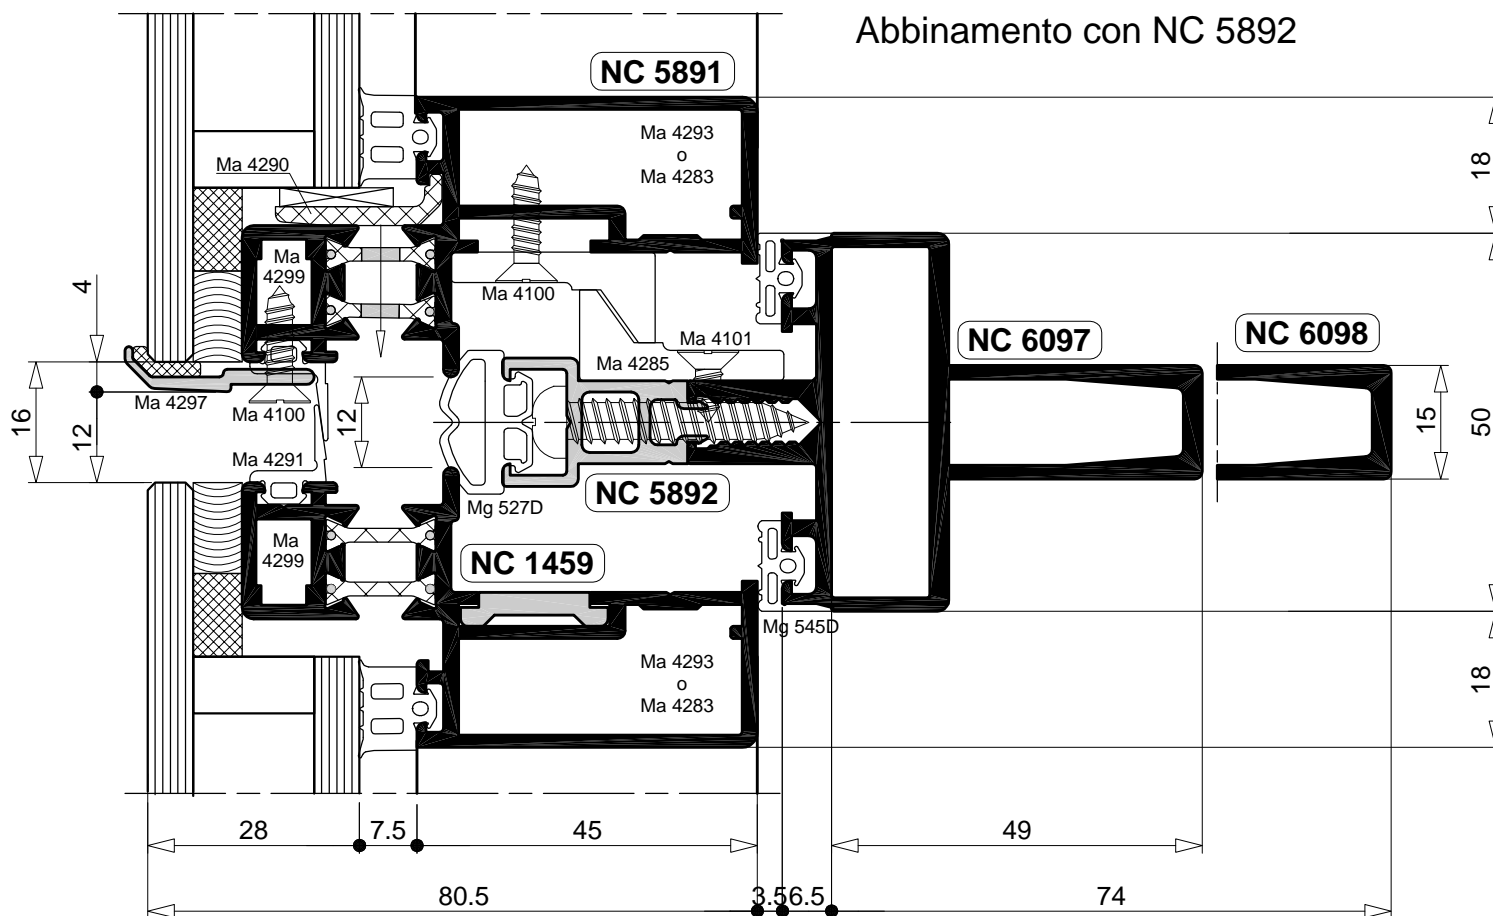 Abbinamento con NC 5892
NC 5891
Ma 4293
o
Ma 4283
18
Ma 4290
Ma
4299
4
Ma 4100
Ma 4101
NC 6097
NC 6098
Ma 4285
Ma 4297
Ma 4100
16
12
12
15
50
Ma 4291
NC 5892
Mg 527D
Ma
4299
NC 1459
Mg 545D
Ma 4293
o
Ma 4283
18
28
7.5
45
49
80.5
3.5
6.5
74